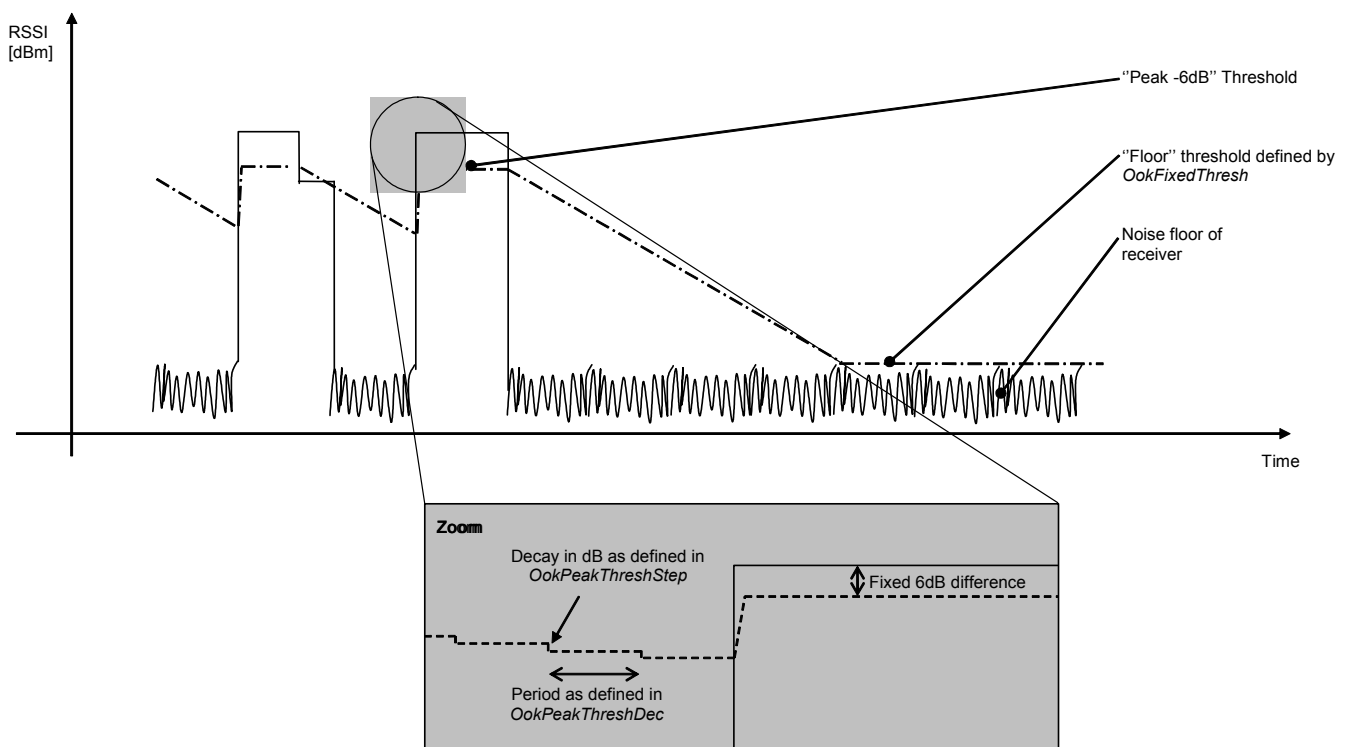 RSSI
[dBm]
‘’Peak -6dB’’ Threshold
‘’Floor’’ threshold defined by
OokFixedThresh
Noise floor of
receiver
Time
Zoom
Decay in dB as defined in
OokPeakThreshStep
Fixed 6dB difference
Period as defined in
OokPeakThreshDec